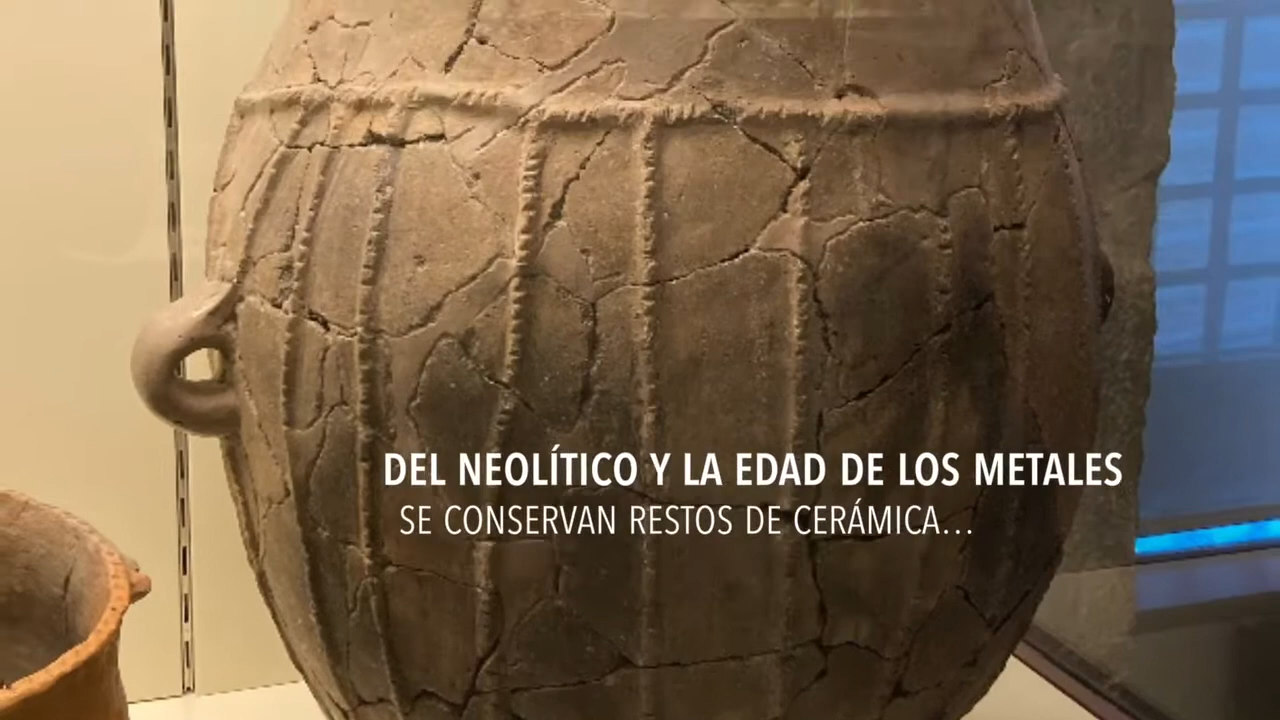 DEL NEOLÍTICO Y LA EDAD DE LOS METALES
SE CONSERVAN RESTOS DE CERÁMICA...